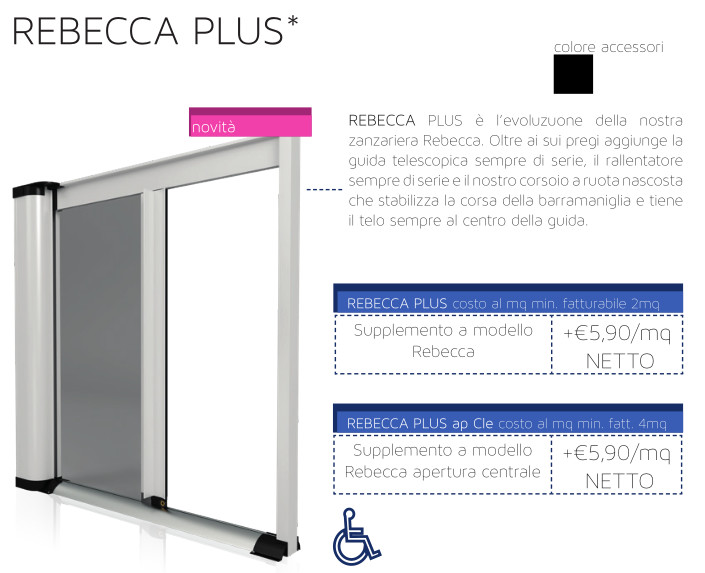 REBECCA PLUS*
colore accessori
novità
REBECCA PLUS è l'evoluzuone della nostra
zanzariera Rebecca. Oltre ai sui pregi aggiunge la
guida telescopica sempre di serie, il rallentatore
sempre di serie e il nostro corsoio a ruota nascosta
che stabilizza la corsa della barramaniglia e tiene
il telo sempre al centro della guida.
REBECCA PLUS costo al mq min. fatturabile 2mq
Supplemento a modello
Rebecca
+€5,90/mq
NETTO
REBECCA PLUS ap Cle costo al mq min. fatt. 4mq
Supplemento a modello
Rebecca apertura centrale
+€5,90/mq
NETTO